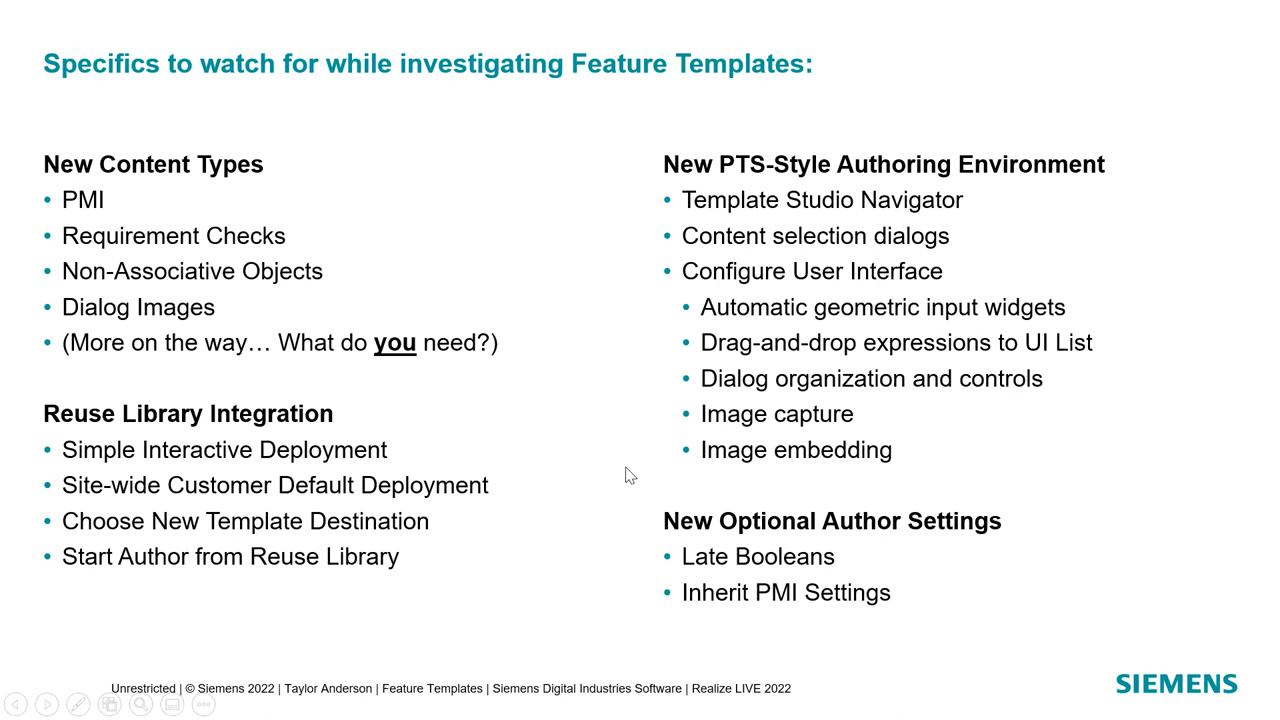 Specifics to watch for while investigating Feature Templates:
New Content Types
• PMI
• Requirement Checks
• Non-Associative Objects
• Dialog Images
• (More on the way… What do you need?)
Reuse Library Integration
• Simple Interactive Deployment
• Site-wide Customer Default Deployment
• Choose New Template Destination
• Start Author from Reuse Library
New PTS-Style Authoring Environment
• Template Studio Navigator
• Content selection dialogs
• Configure User Interface
• Automatic geometric input widgets
• Drag-and-drop expressions to UI List
• Dialog organization and controls
• Image capture
• Image embedding
New Optional Author Settings
• Late Booleans
• Inherit PMI Settings
Unrestricted | © Siemens 2022 | Taylor Anderson | Feature Templates | Siemens Digital Industries Software | Realize LIVE 2022
SIEMENS